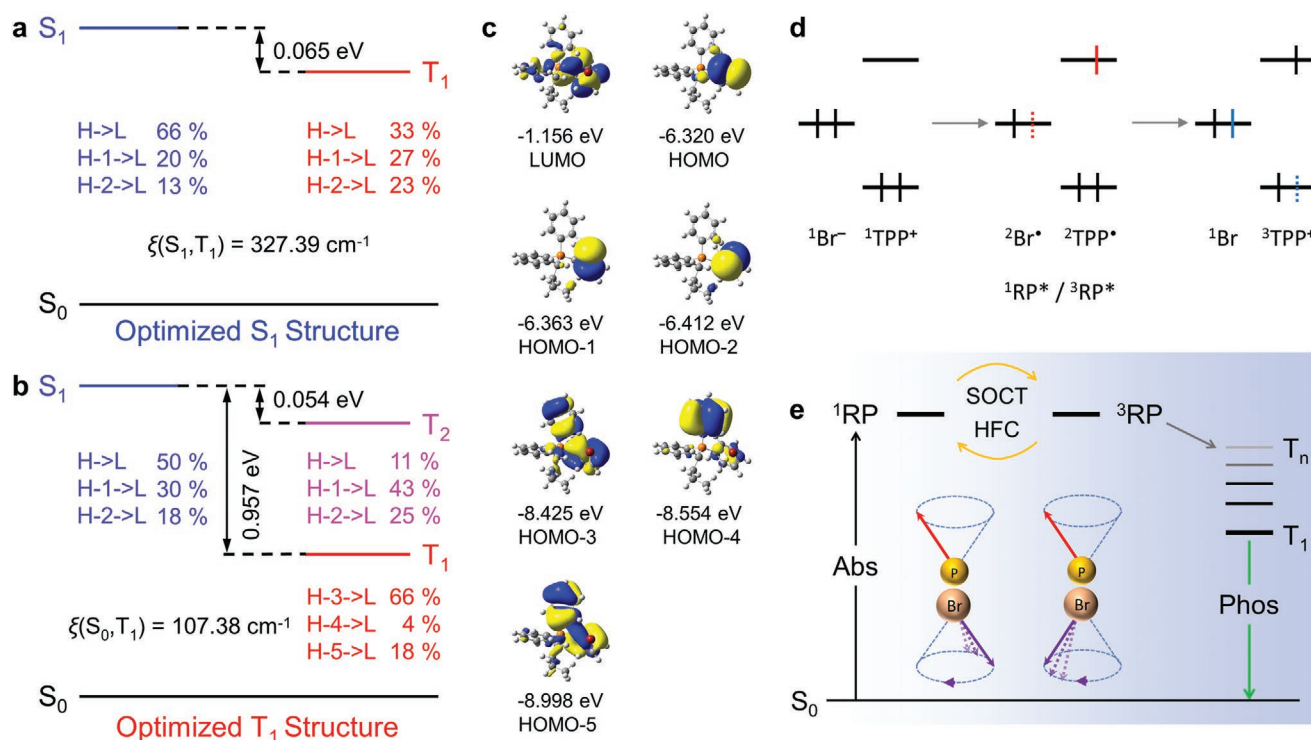 a
S₁
0.065 eV
T₁
H->L 66 %
H-1->L 20 %
H-2->L 13 %
H->L 33 %
H-1->L 27 %
H-2->L 23 %
ξ(S₁,T₁) = 327.39 cm⁻¹
S₀
Optimized S₁ Structure
b
S₁
0.054 eV
T₂
0.957 eV
H->L 50 %
H-1->L 30 %
H-2->L 18 %
H->L 11 %
H-1->L 43 %
H-2->L 25 %
T₁
H-3->L 66 %
H-4->L 4 %
H-5->L 18 %
ξ(S₀,T₁) = 107.38 cm⁻¹
S₀
Optimized T₁ Structure
c
-1.156 eV
LUMO
-6.320 eV
HOMO
-6.363 eV
HOMO-1
-6.412 eV
HOMO-2
-8.425 eV
HOMO-3
-8.554 eV
HOMO-4
-8.998 eV
HOMO-5
d
¹Br⁻ ¹TPP⁺ ²Br• ²TPP• ¹Br ³TPP⁺
¹RP* / ³RP*
e
¹RP
SOCT
HFC
³RP
Tₙ
T₁
Abs
P
Br
P
Br
Phos
S₀